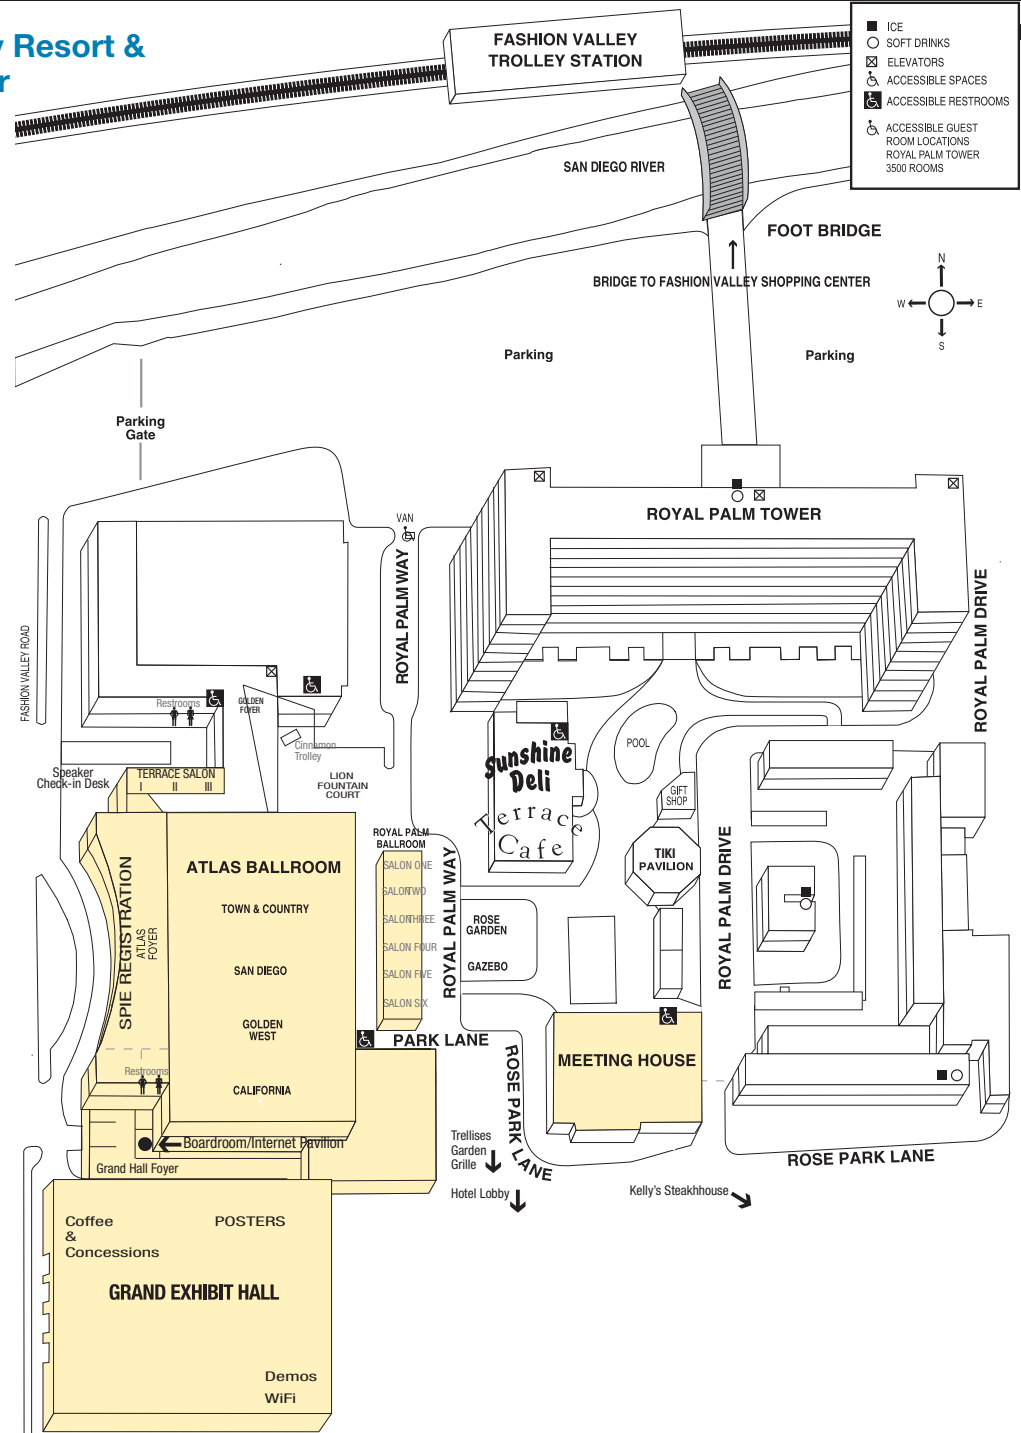 y Resort &
r
FASHION VALLEY
TROLLEY STATION
ICE
SOFT DRINKS
ELEVATORS
ACCESSIBLE SPACES
ACCESSIBLE RESTROOMS
ACCESSIBLE GUEST
ROOM LOCATIONS
ROYAL PALM TOWER
3500 ROOMS
SAN DIEGO RIVER
FOOT BRIDGE
BRIDGE TO FASHION VALLEY SHOPPING CENTER
N
W
E
S
Parking
Parking
Parking
Gate
ROYAL PALM TOWER
VAN
ROYAL PALM WAY
ROYAL PALM DRIVE
FASHION VALLEY ROAD
Restrooms
GOLDEN
FOYER
Cinnamon
Trolley
Speaker
Check-in Desk
TERRACE SALON
I II III
LION
FOUNTAIN
COURT
Sunshine
Deli
Terrace
Cafe
POOL
GIFT
SHOP
TIKI
PAVILION
ROYAL PALM DRIVE
ROYAL PALM
BALLROOM
SALON ONE
SALON TWO
SALON THREE
SALON FOUR
SALON FIVE
SALON SIX
ROYAL PALM WAY
ROSE
GARDEN
GAZEBO
ATLAS BALLROOM
TOWN & COUNTRY
SAN DIEGO
GOLDEN
WEST
CALIFORNIA
SPIE REGISTRATION
ATLAS
FOYER
Restrooms
PARK LANE
MEETING HOUSE
ROSE PARK LANE
ROSE PARK LANE
Boardroom/Internet Pavilion
Grand Hall Foyer
Trellises
Garden
Grille
Hotel Lobby
Kelly's Steakhhouse
Coffee
&
Concessions
POSTERS
GRAND EXHIBIT HALL
Demos
WiFi